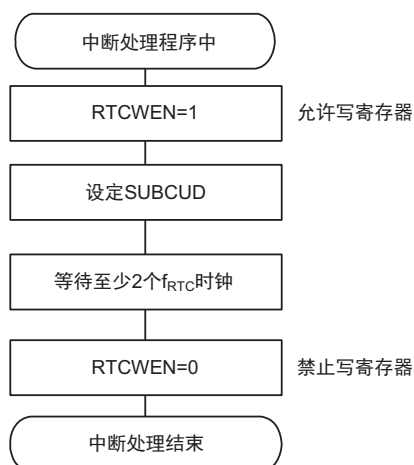 中断处理程序中
RTCWEN=1 允许写寄存器
设定SUBCUD
等待至少2个fRTC时钟
RTCWEN=0 禁止写寄存器
中断处理结束